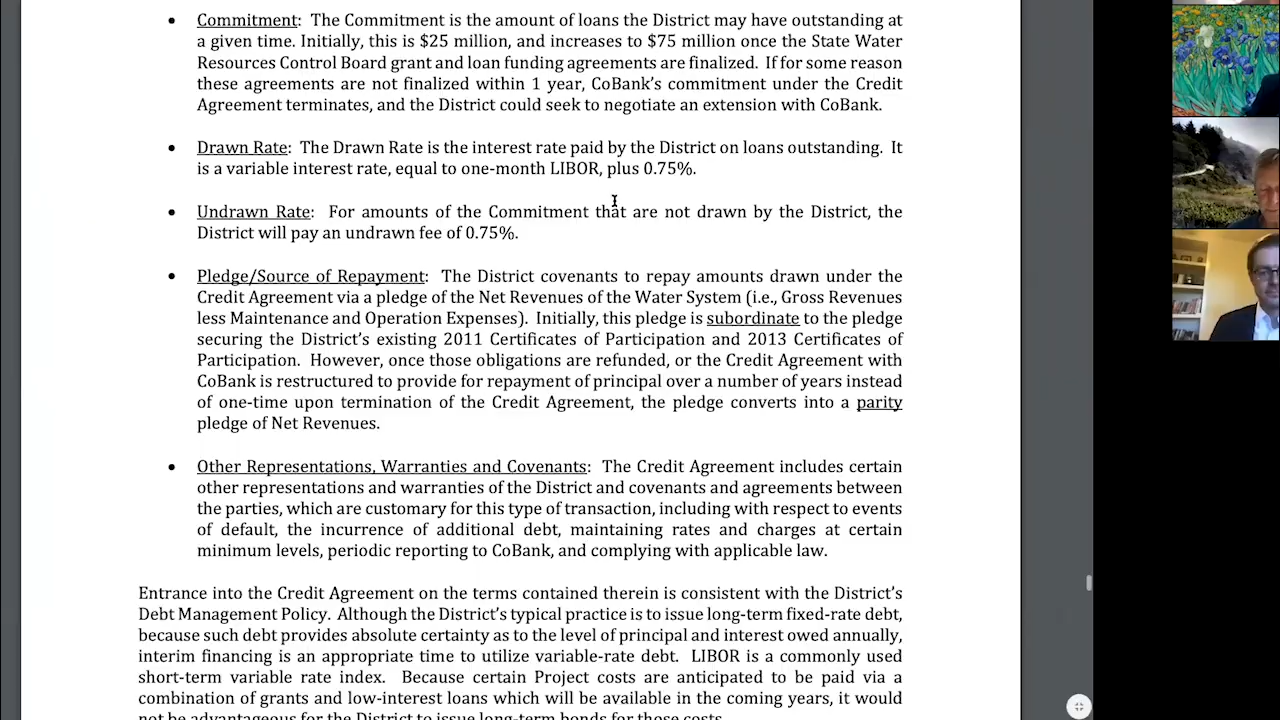 • Commitment: The Commitment is the amount of loans the District may have outstanding at
a given time. Initially, this is $25 million, and increases to $75 million once the State Water
Resources Control Board grant and loan funding agreements are finalized. If for some reason
these agreements are not finalized within 1 year, CoBank's commitment under the Credit
Agreement terminates, and the District could seek to negotiate an extension with CoBank.
• Drawn Rate: The Drawn Rate is the interest rate paid by the District on loans outstanding. It
is a variable interest rate, equal to one-month LIBOR, plus 0.75%.
• Undrawn Rate: For amounts of the Commitment that are not drawn by the District, the
District will pay an undrawn fee of 0.75%.
• Pledge/Source of Repayment: The District covenants to repay amounts drawn under the
Credit Agreement via a pledge of the Net Revenues of the Water System (i.e., Gross Revenues
less Maintenance and Operation Expenses). Initially, this pledge is subordinate to the pledge
securing the District's existing 2011 Certificates of Participation and 2013 Certificates of
Participation. However, once those obligations are refunded, or the Credit Agreement with
CoBank is restructured to provide for repayment of principal over a number of years instead
of one-time upon termination of the Credit Agreement, the pledge converts into a parity
pledge of Net Revenues.
• Other Representations, Warranties and Covenants: The Credit Agreement includes certain
other representations and warranties of the District and covenants and agreements between
the parties, which are customary for this type of transaction, including with respect to events
of default, the incurrence of additional debt, maintaining rates and charges at certain
minimum levels, periodic reporting to CoBank, and complying with applicable law.
Entrance into the Credit Agreement on the terms contained therein is consistent with the District's
Debt Management Policy. Although the District's typical practice is to issue long-term fixed-rate debt,
because such debt provides absolute certainty as to the level of principal and interest owed annually,
interim financing is an appropriate time to utilize variable-rate debt. LIBOR is a commonly used
short-term variable rate index. Because certain Project costs are anticipated to be paid via a
combination of grants and low-interest loans which will be available in the coming years, it would
not be advantageous for the District to issue long-term bonds for those costs.